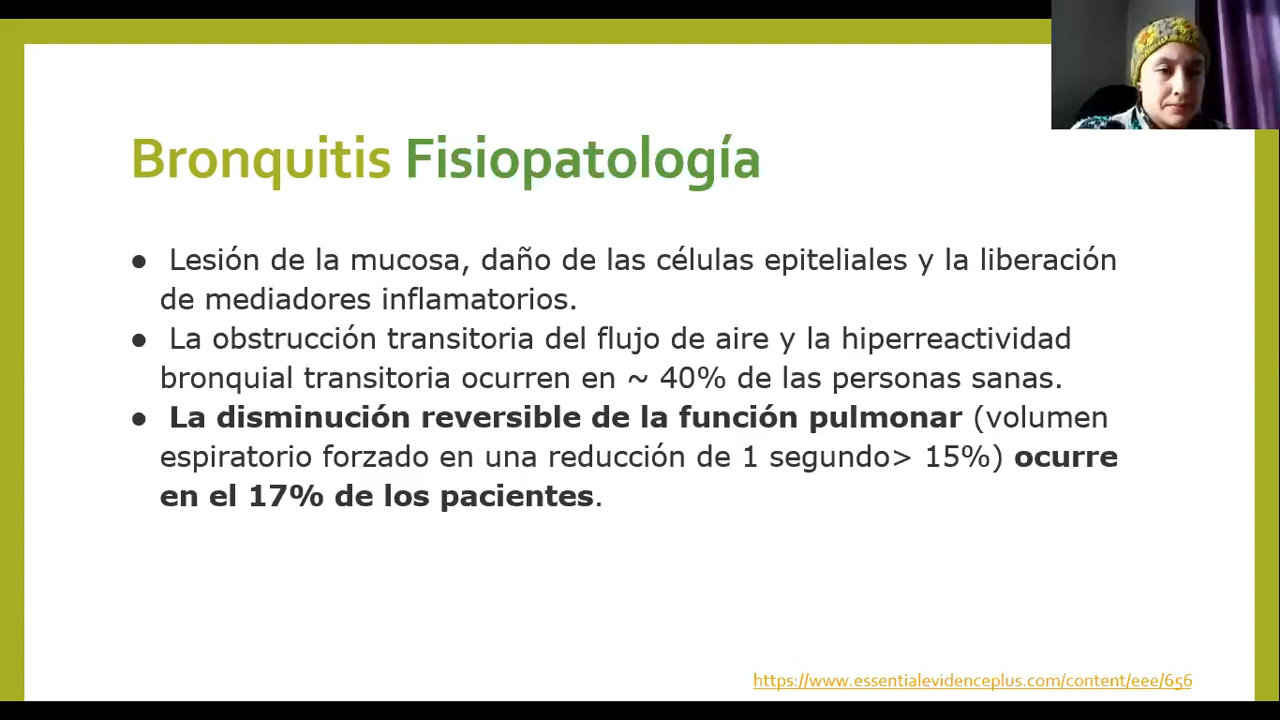 Bronquitis Fisiopatología
● Lesión de la mucosa, daño de las células epiteliales y la liberación
de mediadores inflamatorios.
● La obstrucción transitoria del flujo de aire y la hiperreactividad
bronquial transitoria ocurren en ~ 40% de las personas sanas.
● La disminución reversible de la función pulmonar (volumen
espiratorio forzado en una reducción de 1 segundo> 15%) ocurre
en el 17% de los pacientes.
https://www.essentialevidenceplus.com/content/eee/656